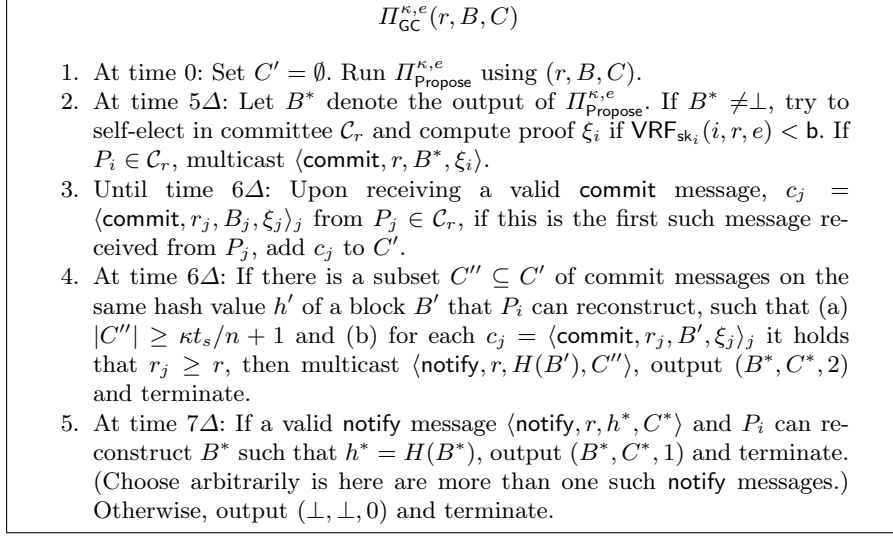 Π^{κ,e}_{GC}(r, B, C)
1. At time 0: Set C′ = ∅. Run Π^{κ,e}_{Propose} using (r, B, C).
2. At time 5Δ: Let B* denote the output of Π^{κ,e}_{Propose}. If B* ≠⊥, try to
self-elect in committee 𝒞_r and compute proof ξ_i if VRF_{sk_i}(i, r, e) < b. If
P_i ∈ 𝒞_r, multicast ⟨commit, r, B*, ξ_i⟩.
3. Until time 6Δ: Upon receiving a valid commit message, c_j =
⟨commit, r_j, B_j, ξ_j⟩_j from P_j ∈ 𝒞_r, if this is the first such message re-
ceived from P_j, add c_j to C′.
4. At time 6Δ: If there is a subset C″ ⊆ C′ of commit messages on the
same hash value h′ of a block B′ that P_i can reconstruct, such that (a)
|C″| ≥ κt_s/n + 1 and (b) for each c_j = ⟨commit, r_j, B′, ξ_j⟩_j it holds
that r_j ≥ r, then multicast ⟨notify, r, H(B′), C″⟩, output (B*, C*, 2)
and terminate.
5. At time 7Δ: If a valid notify message ⟨notify, r, h*, C*⟩ and P_i can re-
construct B* such that h* = H(B*), output (B*, C*, 1) and terminate.
(Choose arbitrarily is here are more than one such notify messages.)
Otherwise, output (⊥, ⊥, 0) and terminate.